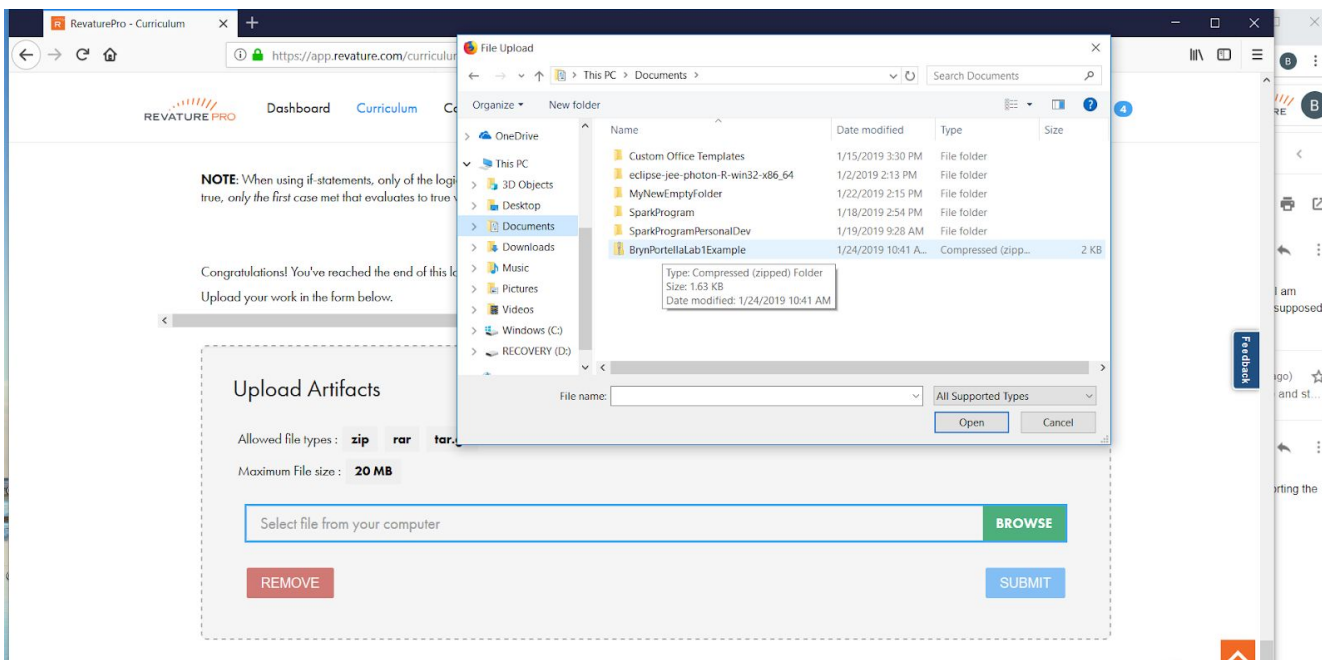 RevaturePro - Curriculum
https://app.revature.com/curricular
REVATURE PRO
Dashboard Curriculum
4
NOTE: When using if-statements, only of the
true, only the first case met that evaluates to true
Congratulations! You've reached the end of this
Upload your work in the form below.
File Upload
This PC > Documents >
Search Documents
Organize
New folder
OneDrive
This PC
3D Objects
Desktop
Documents
Downloads
Music
Pictures
Videos
Windows (C:)
RECOVERY (D:)
Name Date modified Type Size
Custom Office Templates 1/15/2019 3:30 PM File folder
eclipse-jee-photon-R-win32-x86_64 1/2/2019 2:13 PM File folder
MyNewEmptyFolder 1/22/2019 2:15 PM File folder
SparkProgram 1/18/2019 2:54 PM File folder
SparkProgramPersonalDev 1/19/2019 9:28 AM File folder
BrynPortellaLab1Example 1/24/2019 10:41 A... Compressed (zipp... 2 KB
Type: Compressed (zipped) Folder
Size: 1.63 KB
Date modified: 1/24/2019 10:41 AM
File name:
All Supported Types
Open Cancel
Upload Artifacts
Allowed file types : zip rar
Maximum File size : 20 MB
Select file from your computer
BROWSE
REMOVE
SUBMIT
Feedback
B
RE
B
I am
supposed
ago)
and st...
orting the